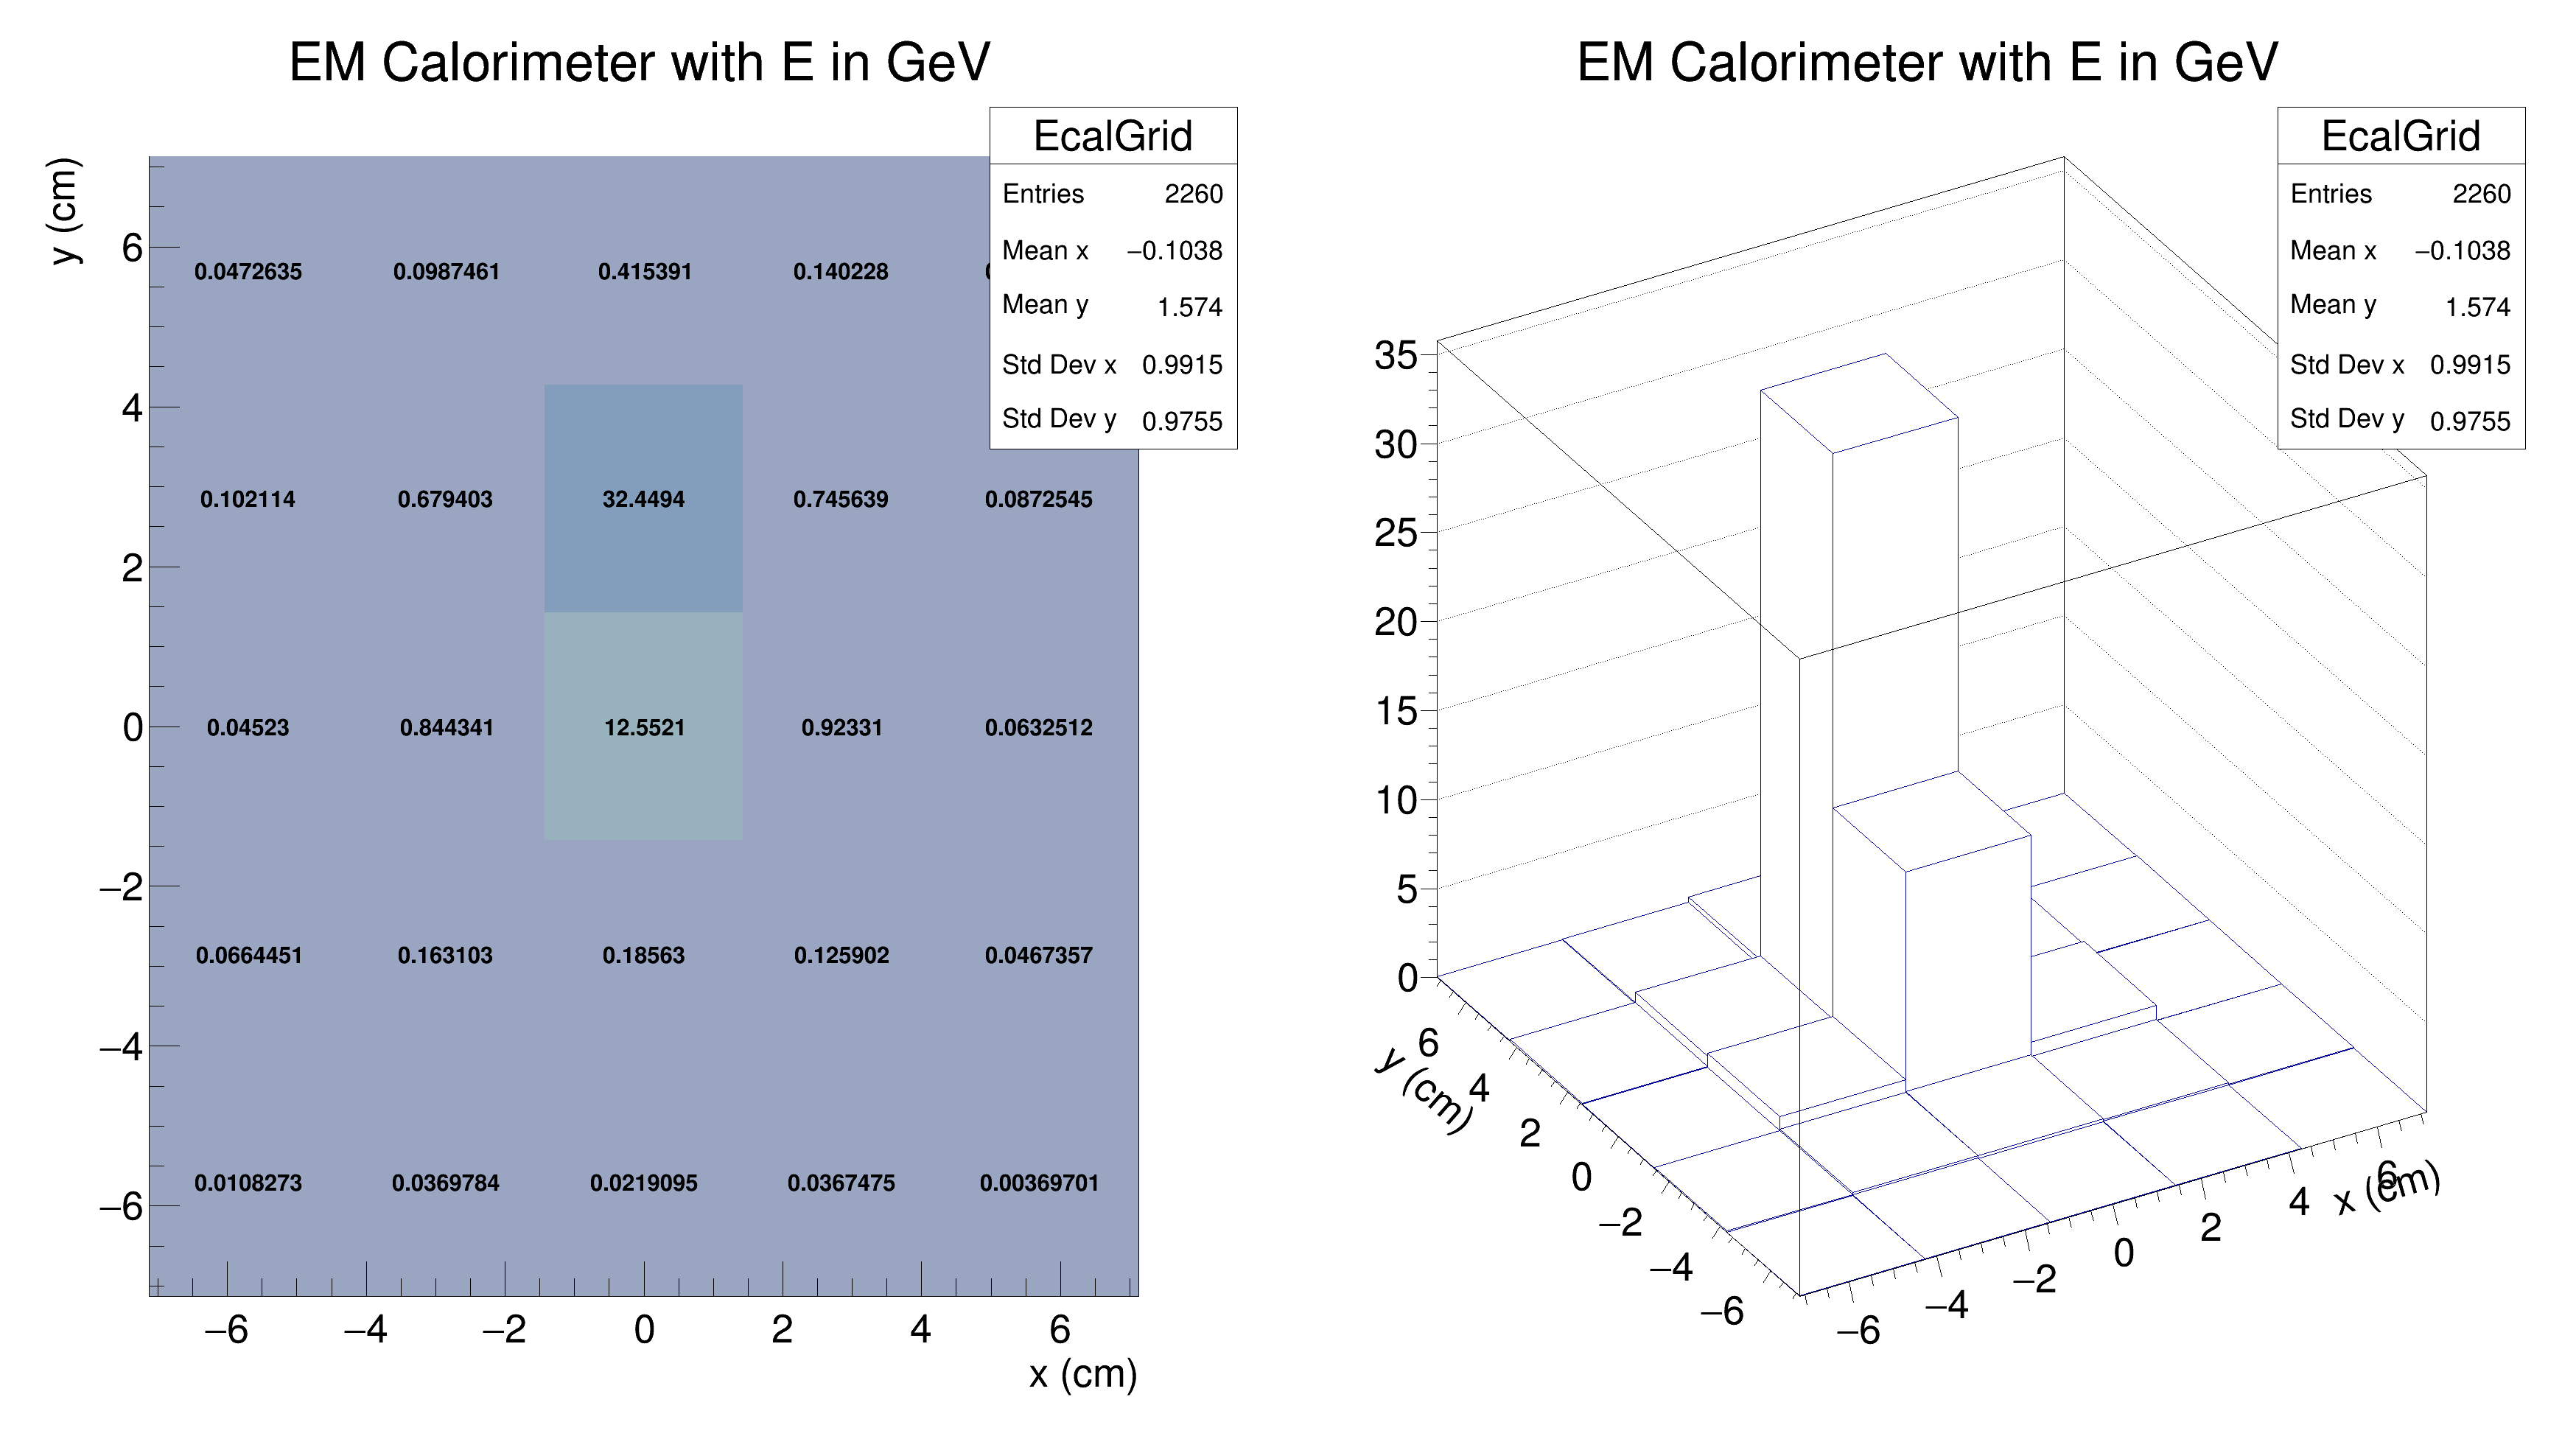 EM Calorimeter with E in GeV
EcalGrid
Entries 2260
Mean x −0.1038
Mean y 1.574
Std Dev x 0.9915
Std Dev y 0.9755
y (cm)
6
4
2
0
−2
−4
−6
0.0472635 0.0987461 0.415391 0.140228
0.102114 0.679403 32.4494 0.745639 0.0872545
0.04523 0.844341 12.5521 0.92331 0.0632512
0.0664451 0.163103 0.18563 0.125902 0.0467357
0.0108273 0.0369784 0.0219095 0.0367475 0.00369701
−6 −4 −2 0 2 4 6
x (cm)
EM Calorimeter with E in GeV
EcalGrid
Entries 2260
Mean x −0.1038
Mean y 1.574
Std Dev x 0.9915
Std Dev y 0.9755
35
30
25
20
15
10
5
0
y (cm)
6
4
2
0
−2
−4
−6
−6 −4 −2 0 2 4 6
x (cm)